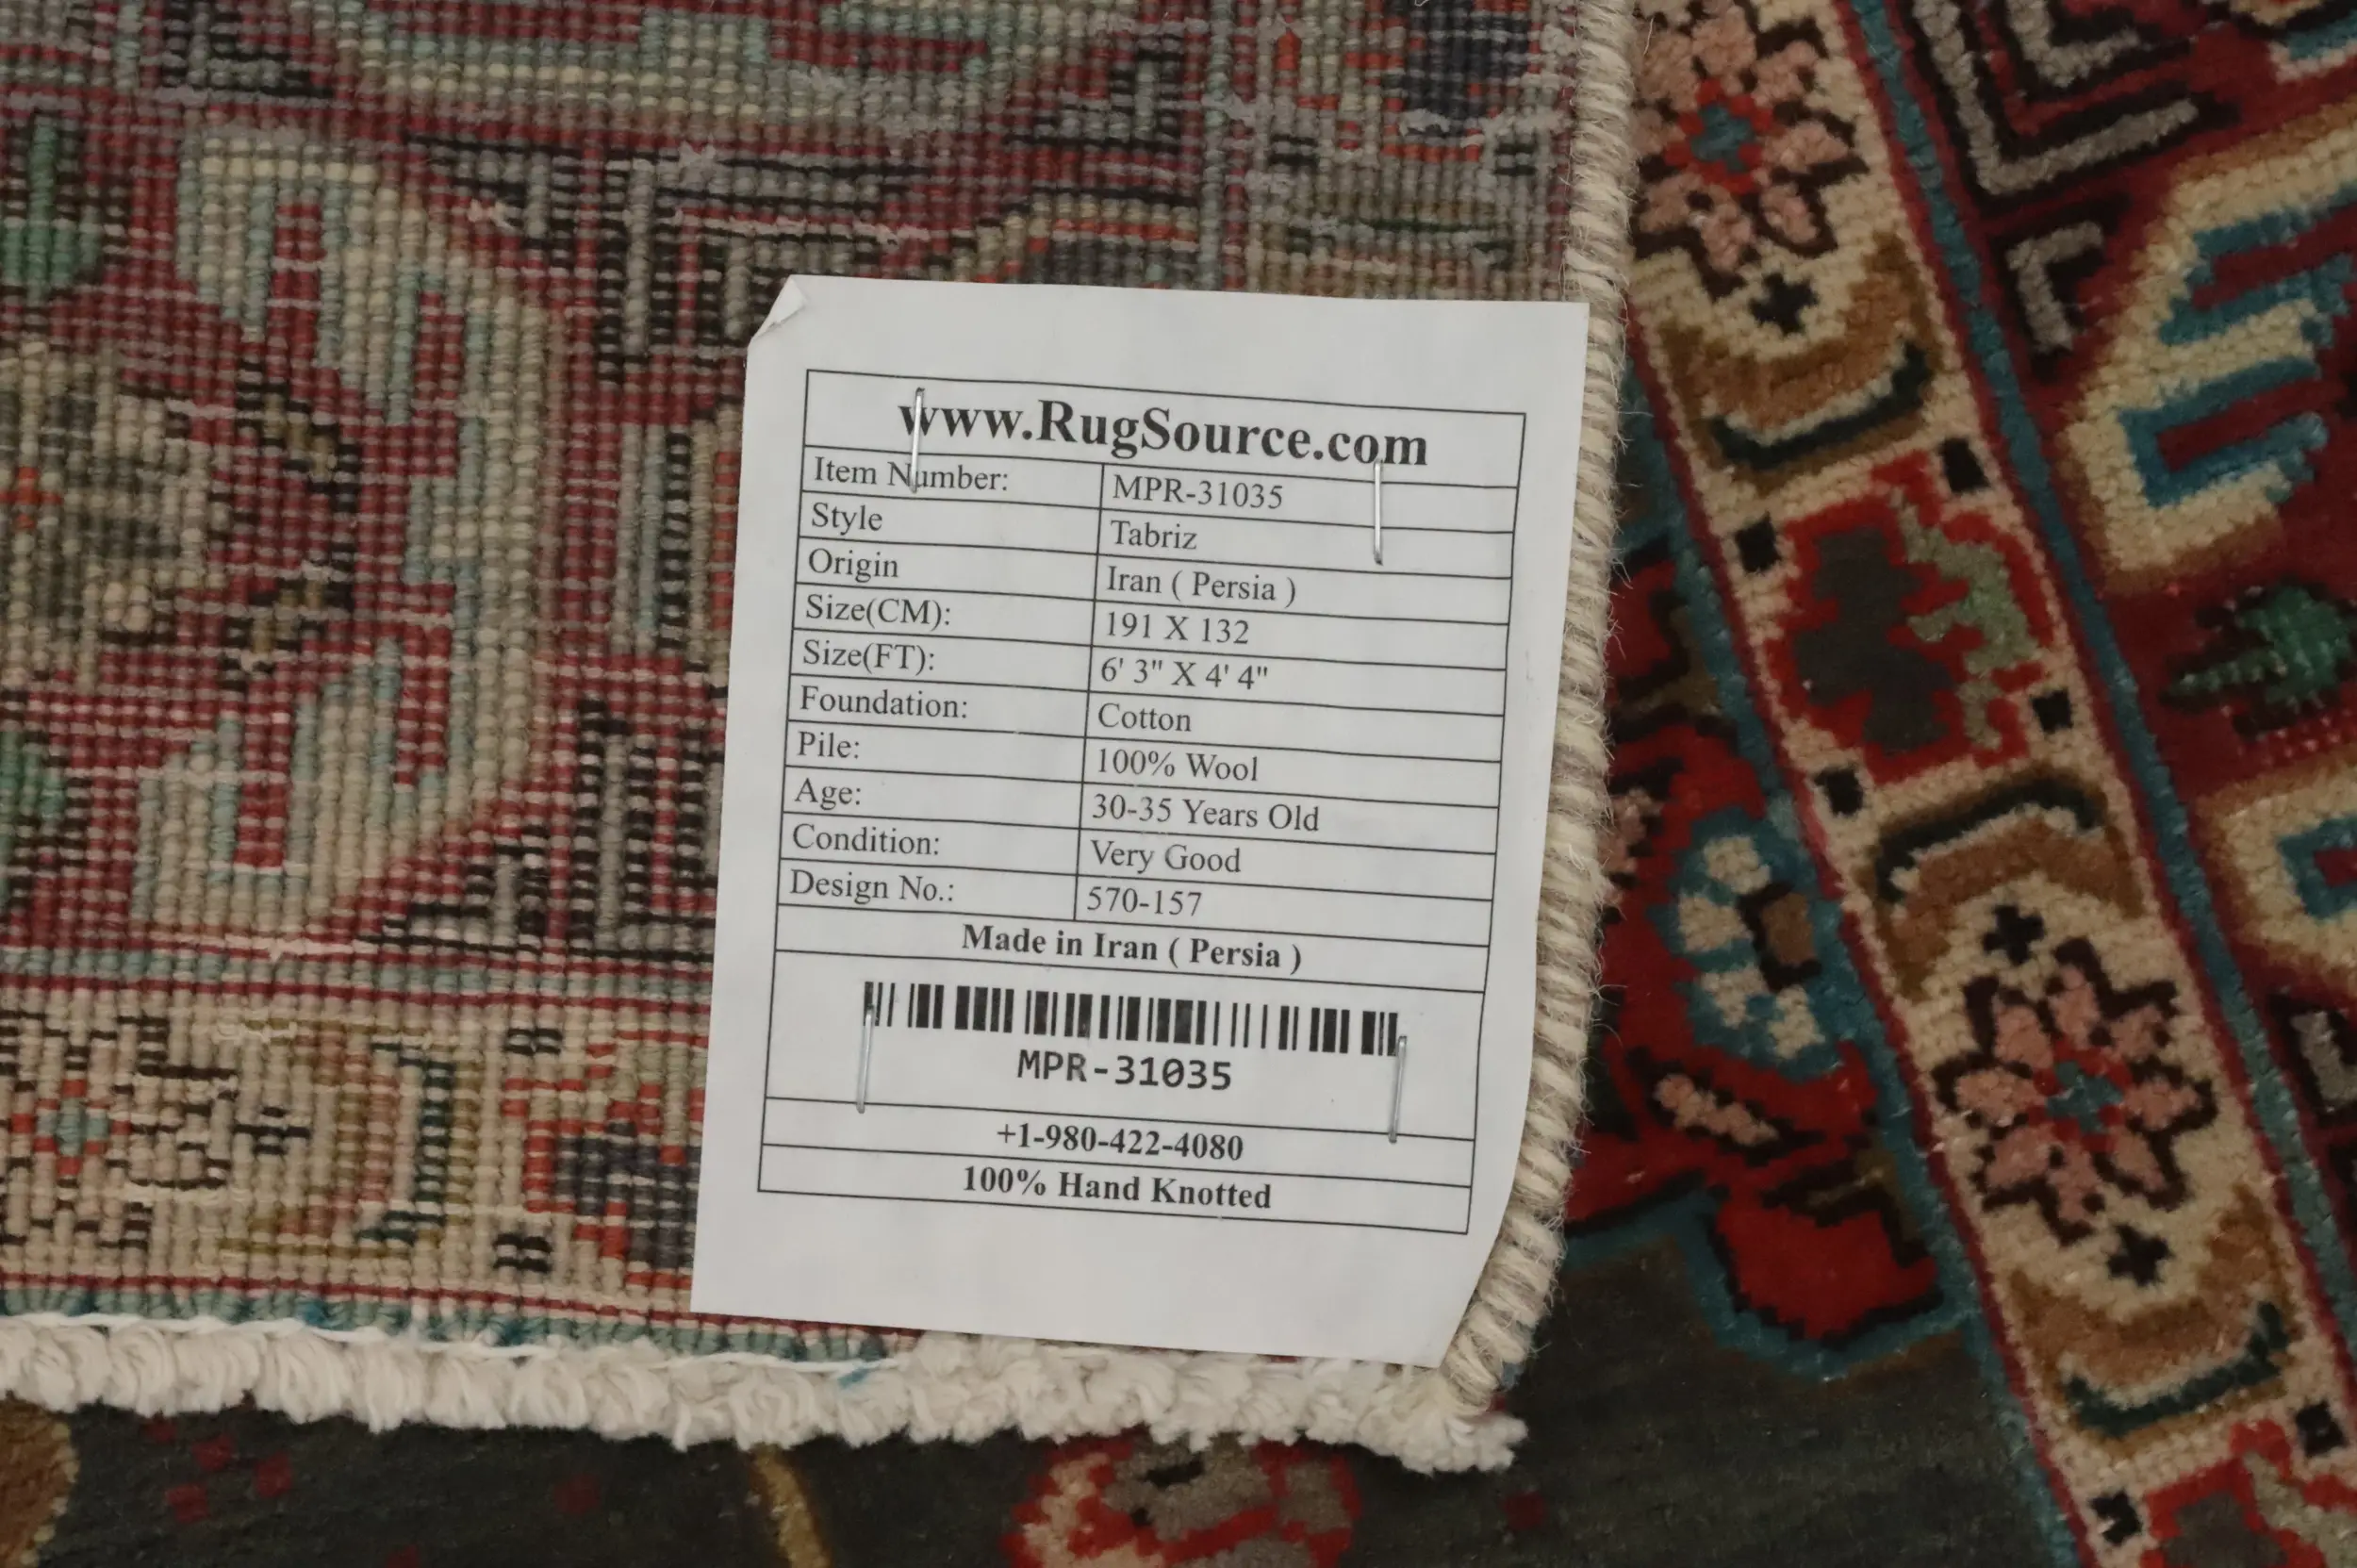 www.RugSource.com
Item Number: MPR-31035
Style Tabriz
Origin Iran ( Persia )
Size(CM): 191 X 132
Size(FT): 6' 3" X 4' 4"
Foundation: Cotton
Pile: 100% Wool
Age: 30-35 Years Old
Condition: Very Good
Design No.: 570-157
Made in Iran ( Persia )
MPR-31035
+1-980-422-4080
100% Hand Knotted